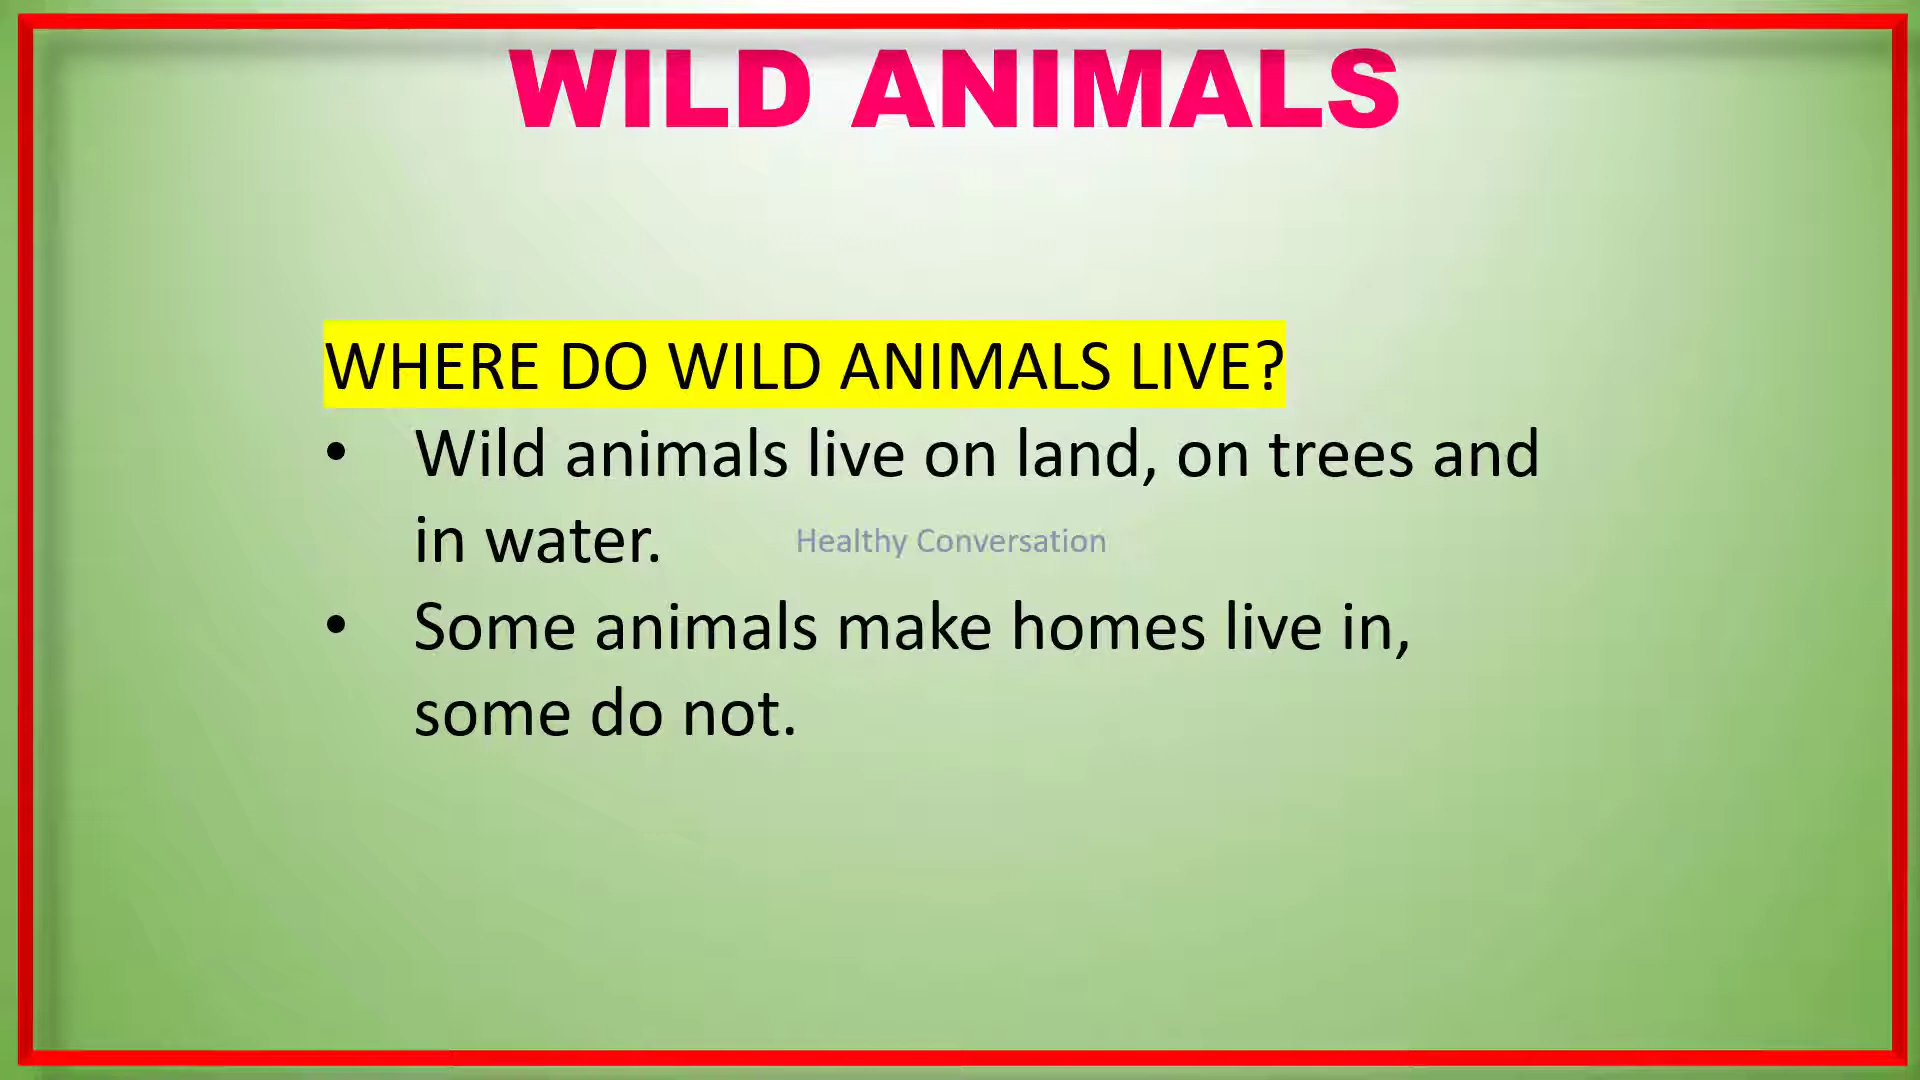 WILD ANIMALS
WHERE DO WILD ANIMALS LIVE?
• Wild animals live on land, on trees and
in water.
Healthy Conversation
• Some animals make homes live in,
some do not.